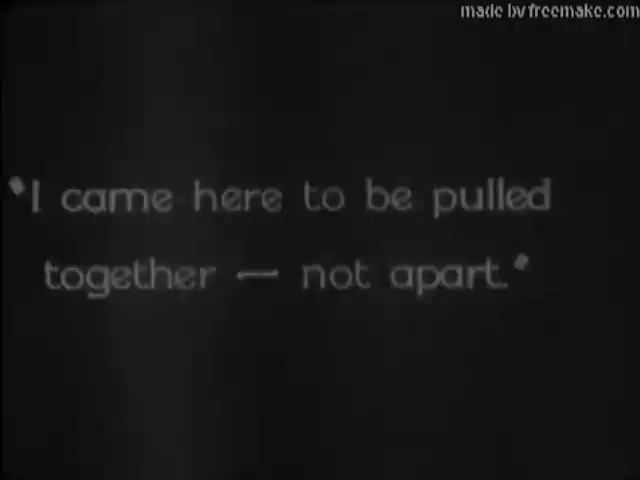 made by freemake.com
"I came here to be pulled
together — not apart."